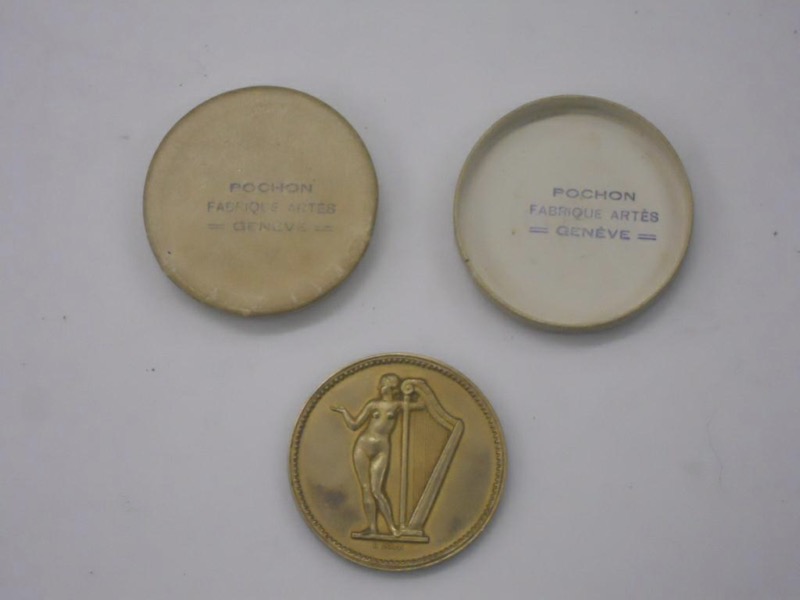 POCHON
FABRIQUE ARTÈS
= GENÈVE =
POCHON
FABRIQUE ARTÈS
= GENÈVE =